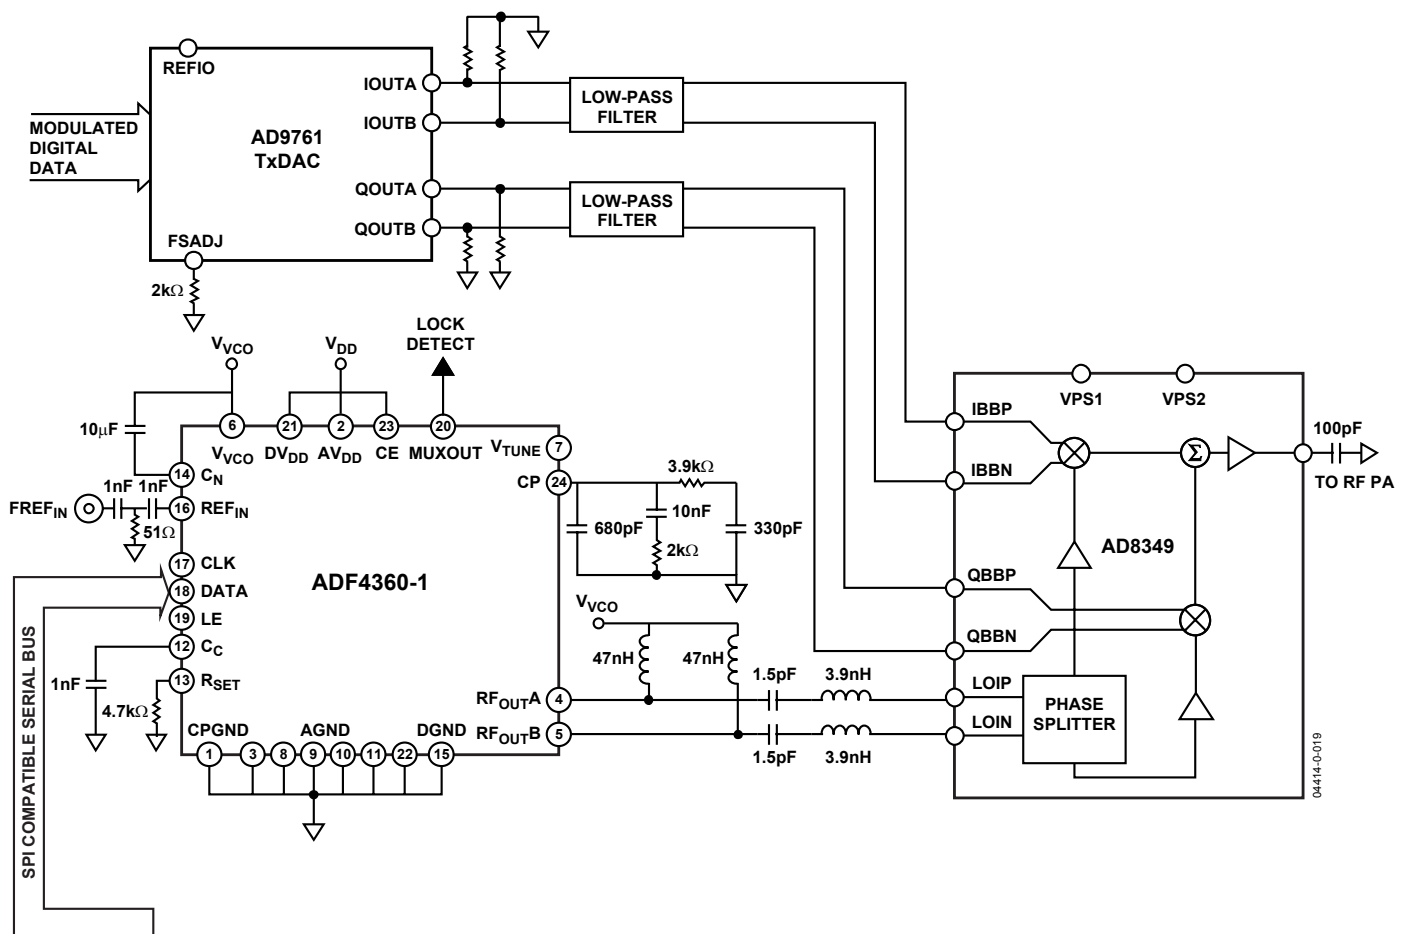 REFIO
MODULATED
DIGITAL
DATA
AD9761
TxDAC
IOUTA
IOUTB
QOUTA
QOUTB
FSADJ
2kΩ
LOW-PASS
FILTER
LOW-PASS
FILTER
LOCK
DETECT
VVCO
VDD
10μF
6
21
2
23
20
7
VVCO
DVDD
AVDD
CE
MUXOUT
VTUNE
14
CN
CP
24
1nF
1nF
FREFIN
16
REFIN
51Ω
17
CLK
18
DATA
19
LE
12
CC
13
RSET
1nF
4.7kΩ
ADF4360-1
3.9kΩ
680pF
10nF
2kΩ
330pF
VVCO
47nH
47nH
RFOUTA
4
RFOUTB
5
1.5pF
3.9nH
1.5pF
3.9nH
CPGND
AGND
DGND
1
3
8
9
10
11
22
15
SPI COMPATIBLE SERIAL BUS
VPS1
VPS2
IBBP
IBBN
Σ
100pF
TO RF PA
AD8349
QBBP
QBBN
LOIP
LOIN
PHASE
SPLITTER
04414-0-019